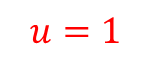 u = 1